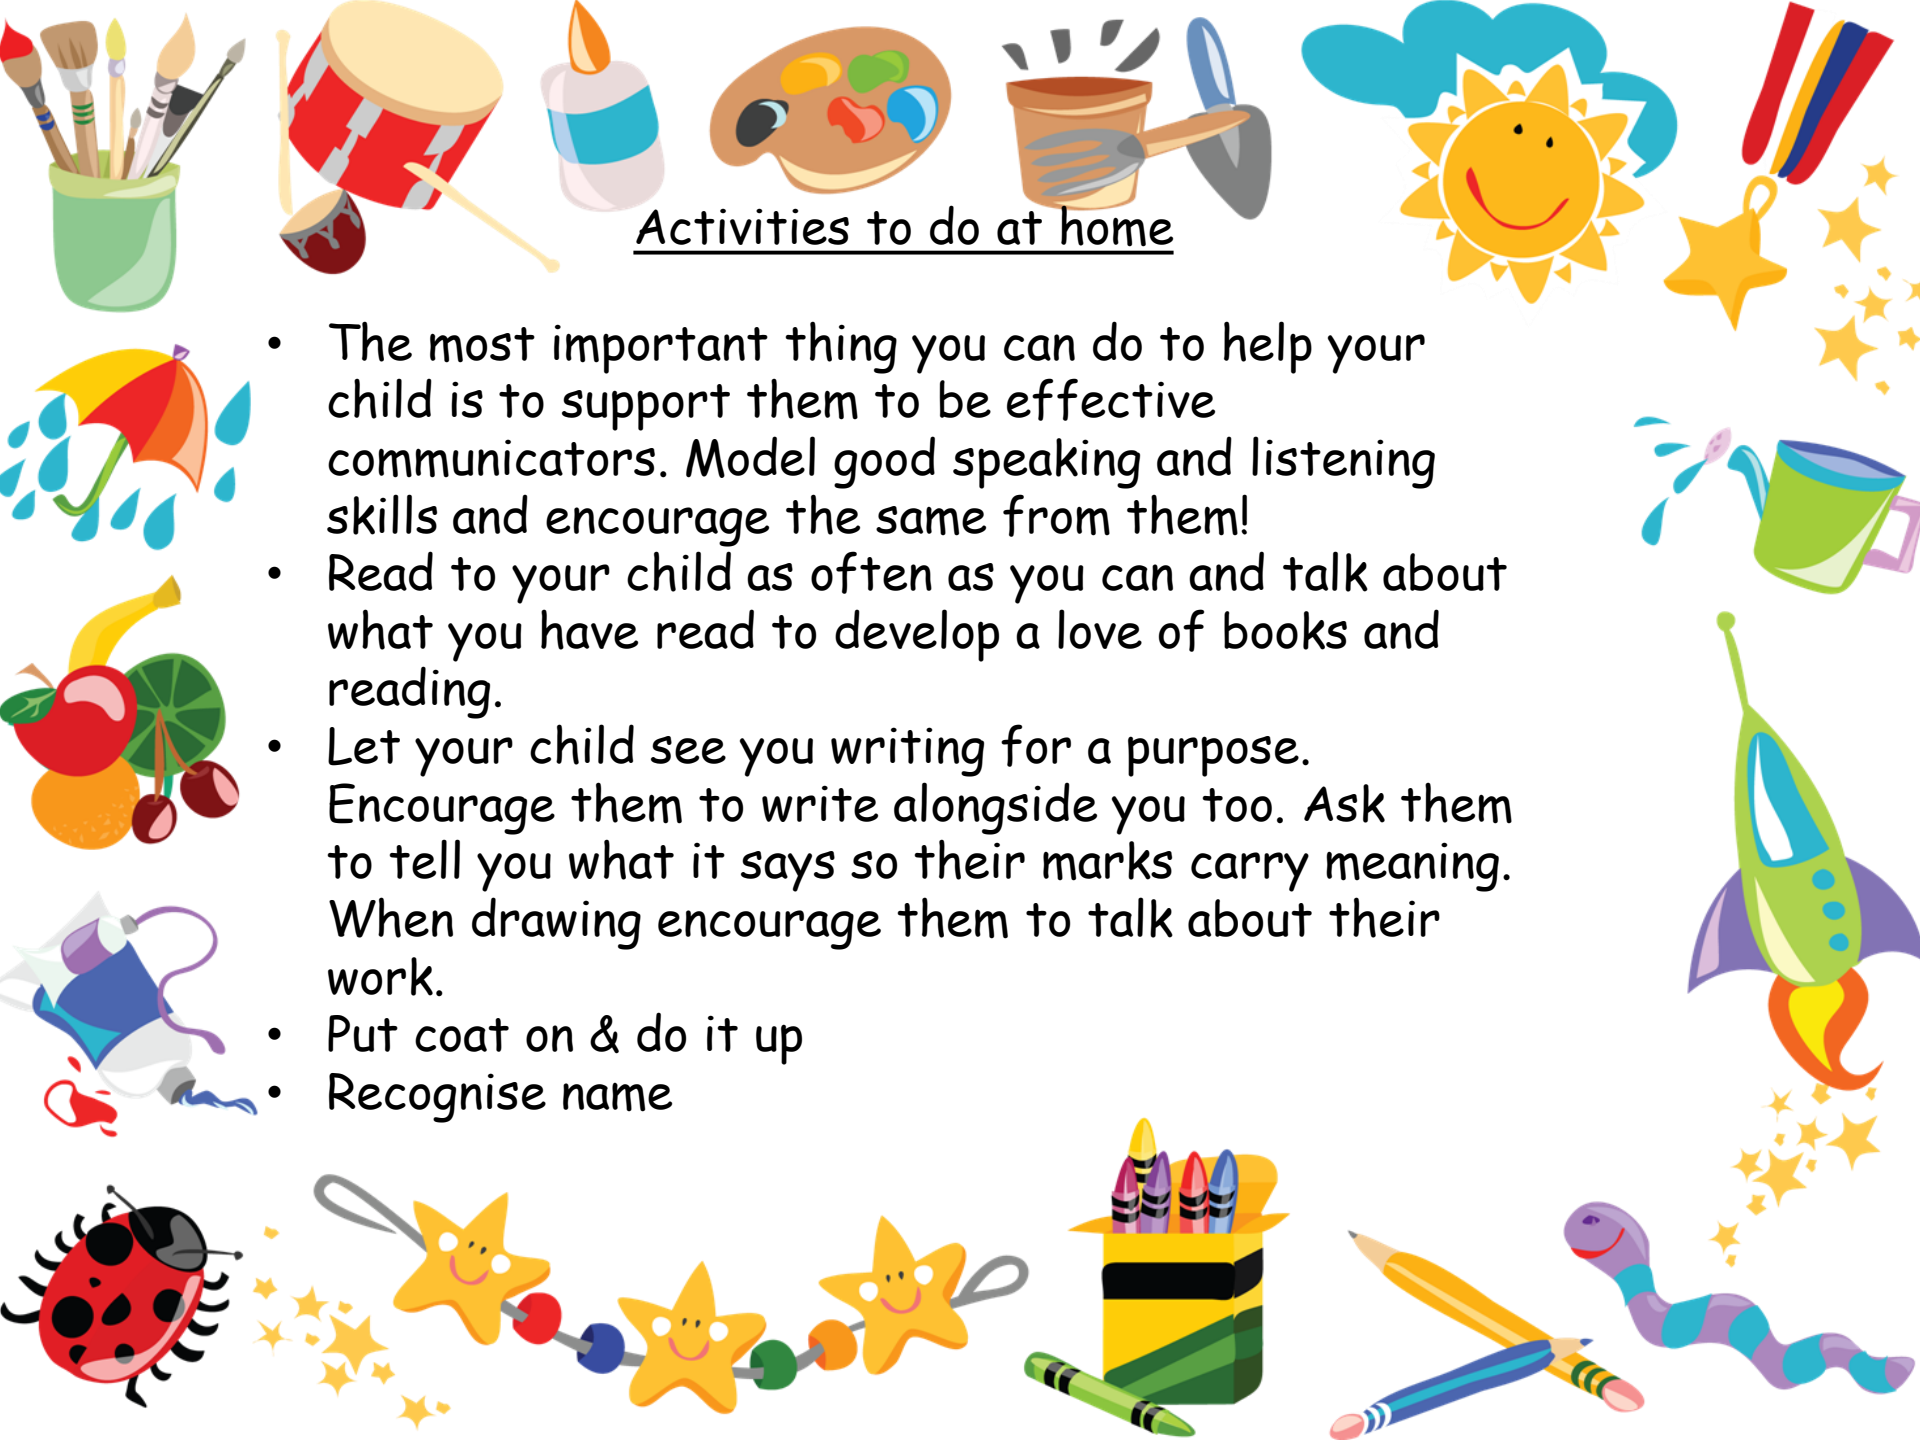 Activities to do at home
• The most important thing you can do to help your
child is to support them to be effective
communicators. Model good speaking and listening
skills and encourage the same from them!
• Read to your child as often as you can and talk about
what you have read to develop a love of books and
reading.
• Let your child see you writing for a purpose.
Encourage them to write alongside you too. Ask them
to tell you what it says so their marks carry meaning.
When drawing encourage them to talk about their
work.
• Put coat on & do it up
• Recognise name